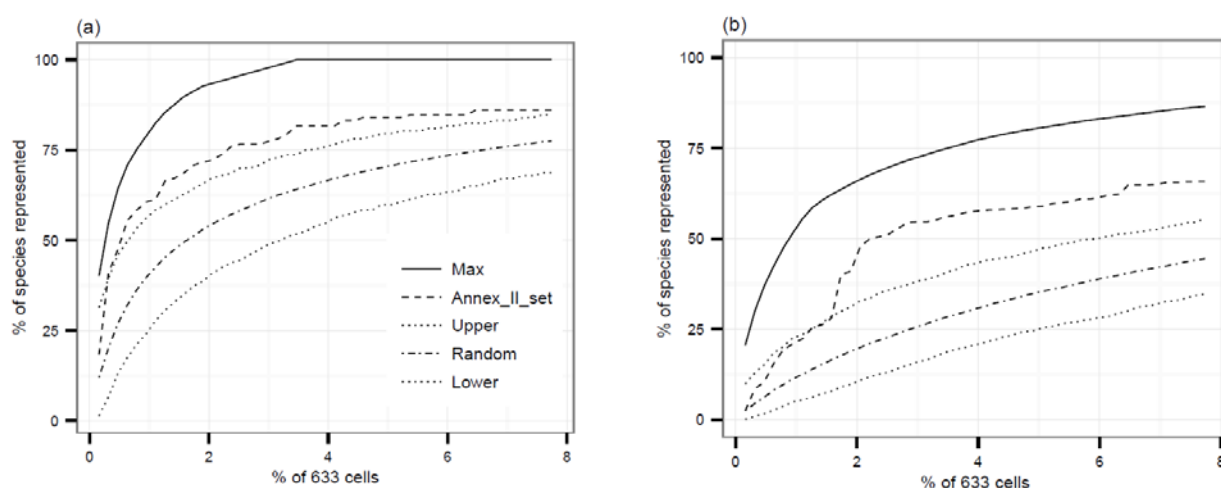 (a)
100
75
50
25
0
% of species represented
Max
Annex_II_set
Upper
Random
Lower
0 2 4 6 8
% of 633 cells
(b)
100
75
50
25
0
% of species represented
0 2 4 6 8
% of 633 cells